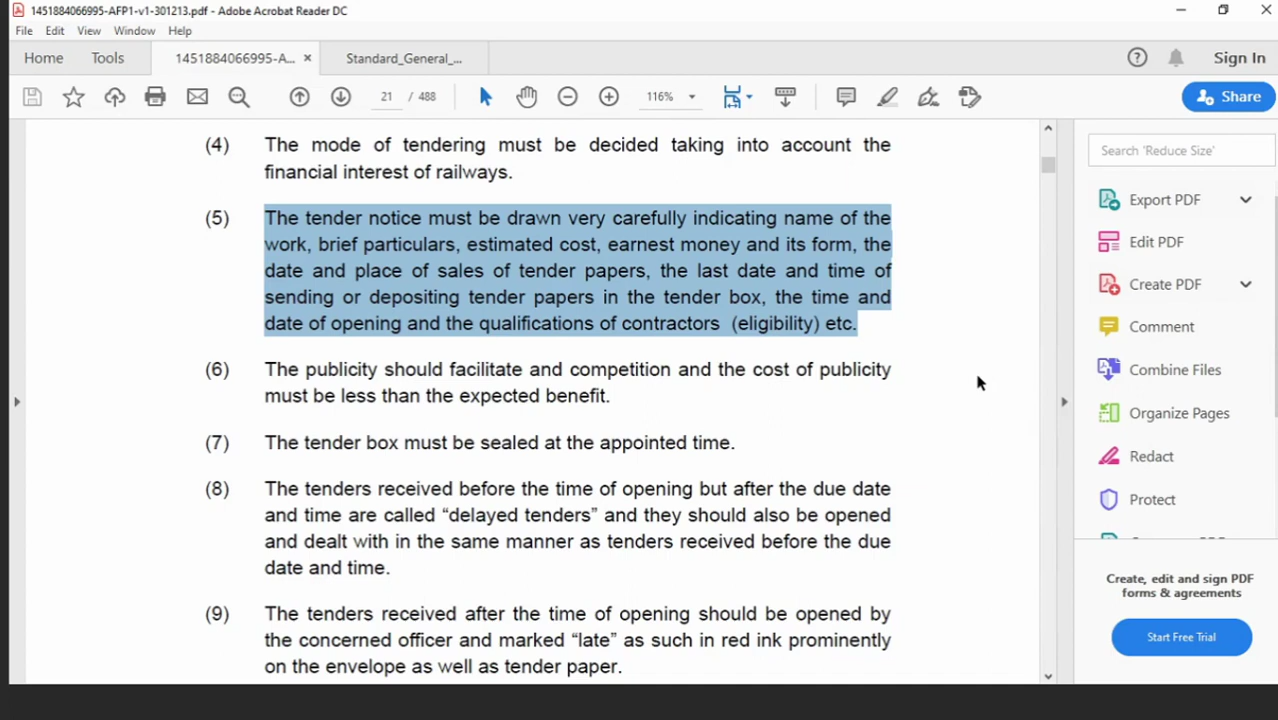 1451884066995-AFP1-v1-301213.pdf - Adobe Acrobat Reader DC
File Edit View Window Help
Home Tools 1451884066995-A... × Standard_General_... Sign In
21 / 488 116% Share
(4) The mode of tendering must be decided taking into account the
financial interest of railways.
(5) The tender notice must be drawn very carefully indicating name of the
work, brief particulars, estimated cost, earnest money and its form, the
date and place of sales of tender papers, the last date and time of
sending or depositing tender papers in the tender box, the time and
date of opening and the qualifications of contractors (eligibility) etc.
(6) The publicity should facilitate and competition and the cost of publicity
must be less than the expected benefit.
(7) The tender box must be sealed at the appointed time.
(8) The tenders received before the time of opening but after the due date
and time are called “delayed tenders” and they should also be opened
and dealt with in the same manner as tenders received before the due
date and time.
(9) The tenders received after the time of opening should be opened by
the concerned officer and marked “late” as such in red ink prominently
on the envelope as well as tender paper.
Search 'Reduce Size'
Export PDF
Edit PDF
Create PDF
Comment
Combine Files
Organize Pages
Redact
Protect
Create, edit and sign PDF
forms & agreements
Start Free Trial